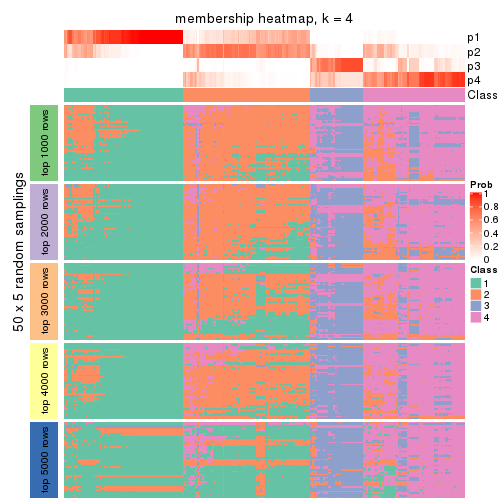 membership heatmap, k = 4
p1
p2
p3
p4
Class
50 x 5 random samplings
top 1000 rows
top 2000 rows
top 3000 rows
top 4000 rows
top 5000 rows
Prob
1
0.8
0.6
0.4
0.2
0
Class
1
2
3
4